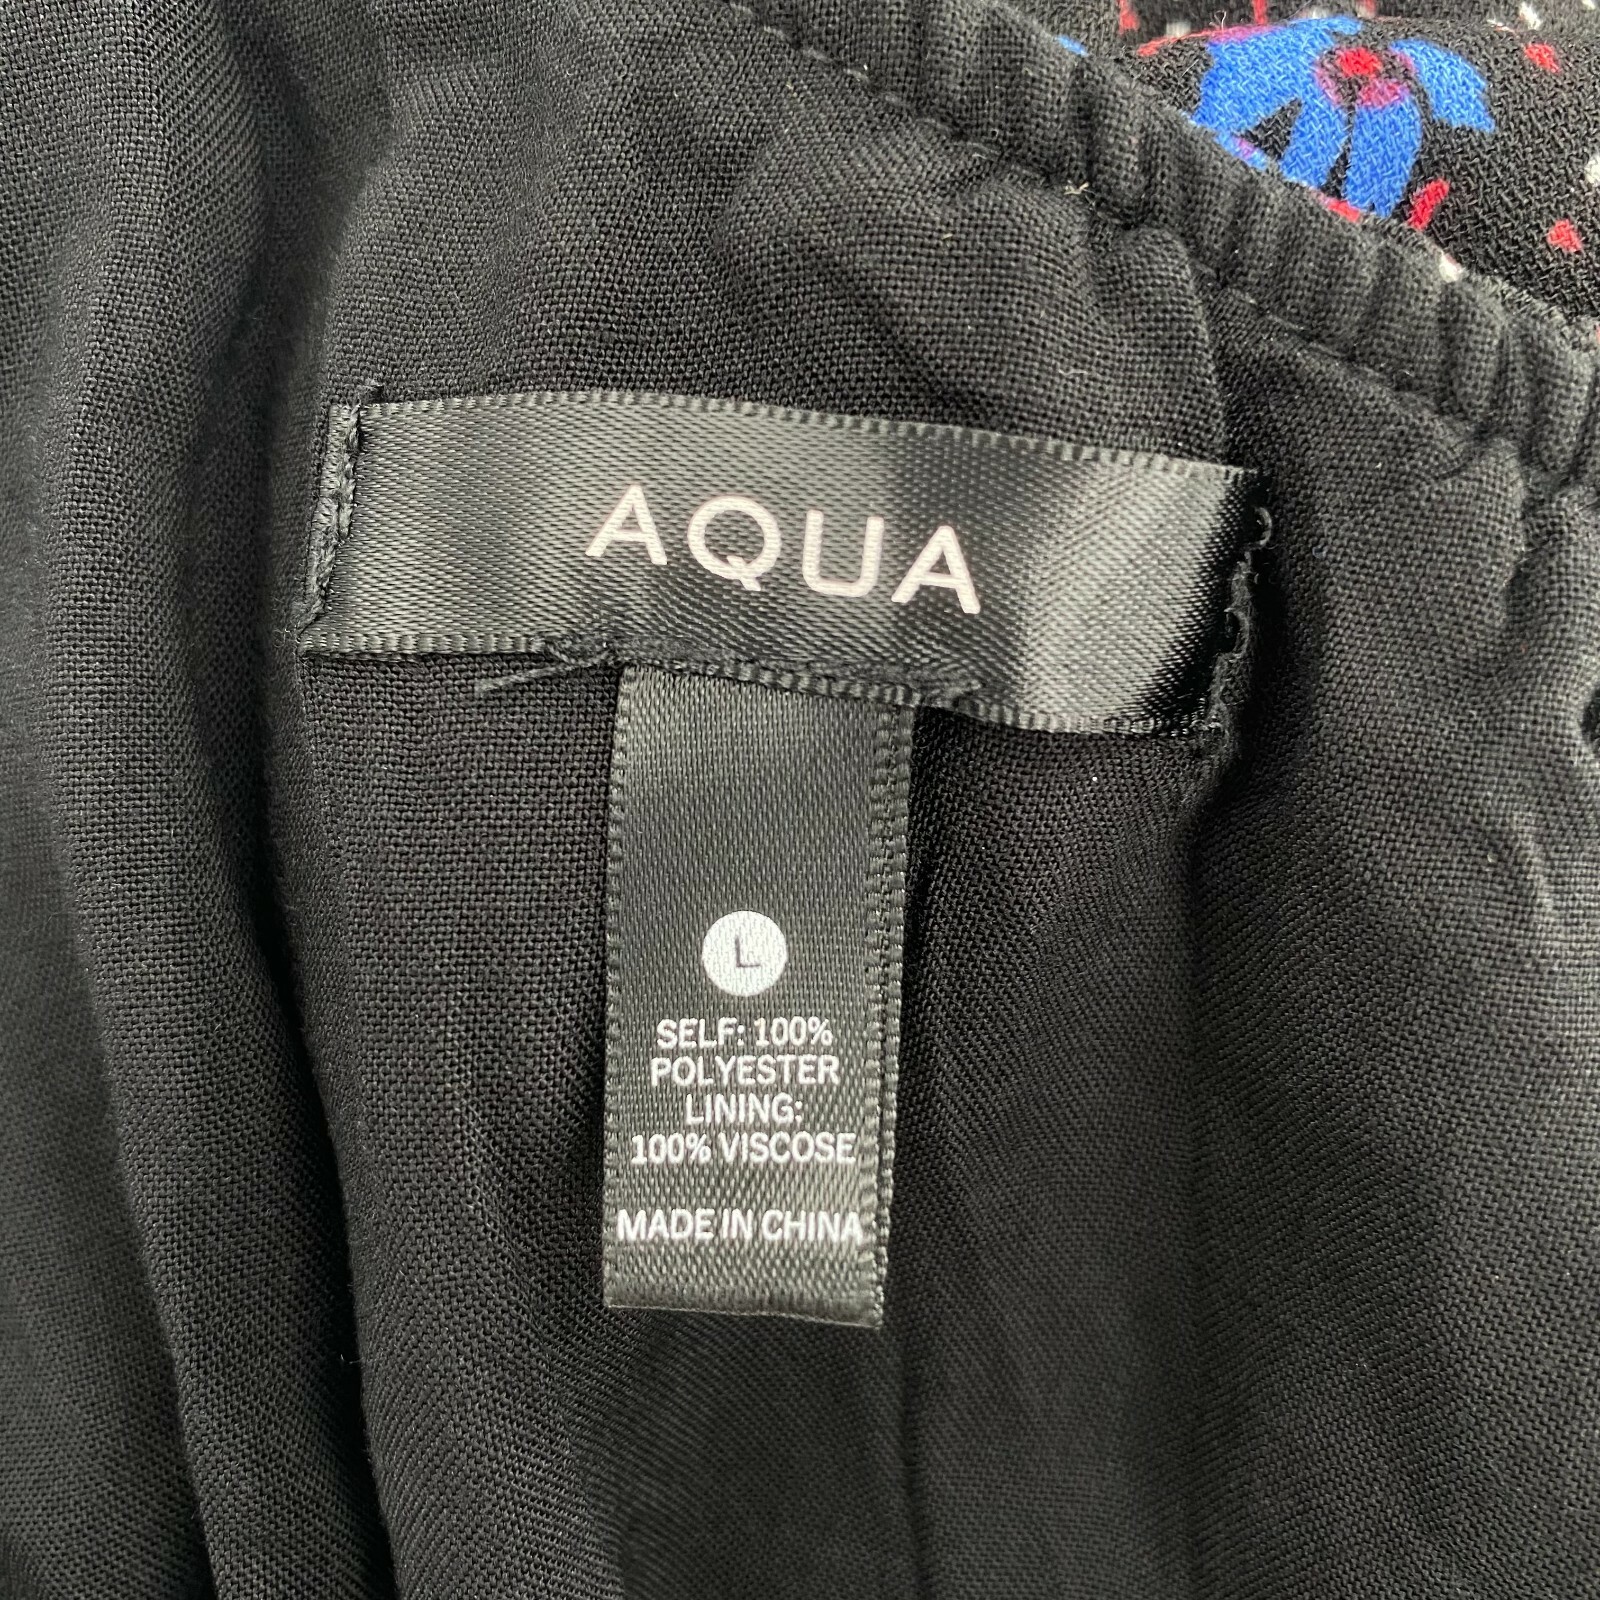 AQUA
L
SELF: 100%
POLYESTER
LINING:
100% VISCOSE
MADE IN CHINA